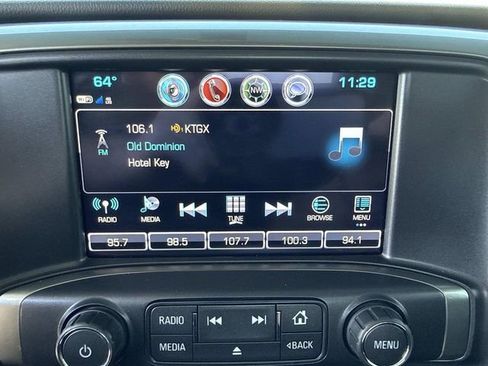 64°
NW
11:29
106.1 KTGX
FM
Old Dominion
Hotel Key
RADIO MEDIA TUNE BROWSE MENU
95.7 98.5 107.7 100.3 94.1
RADIO
MEDIA
BACK
MENU